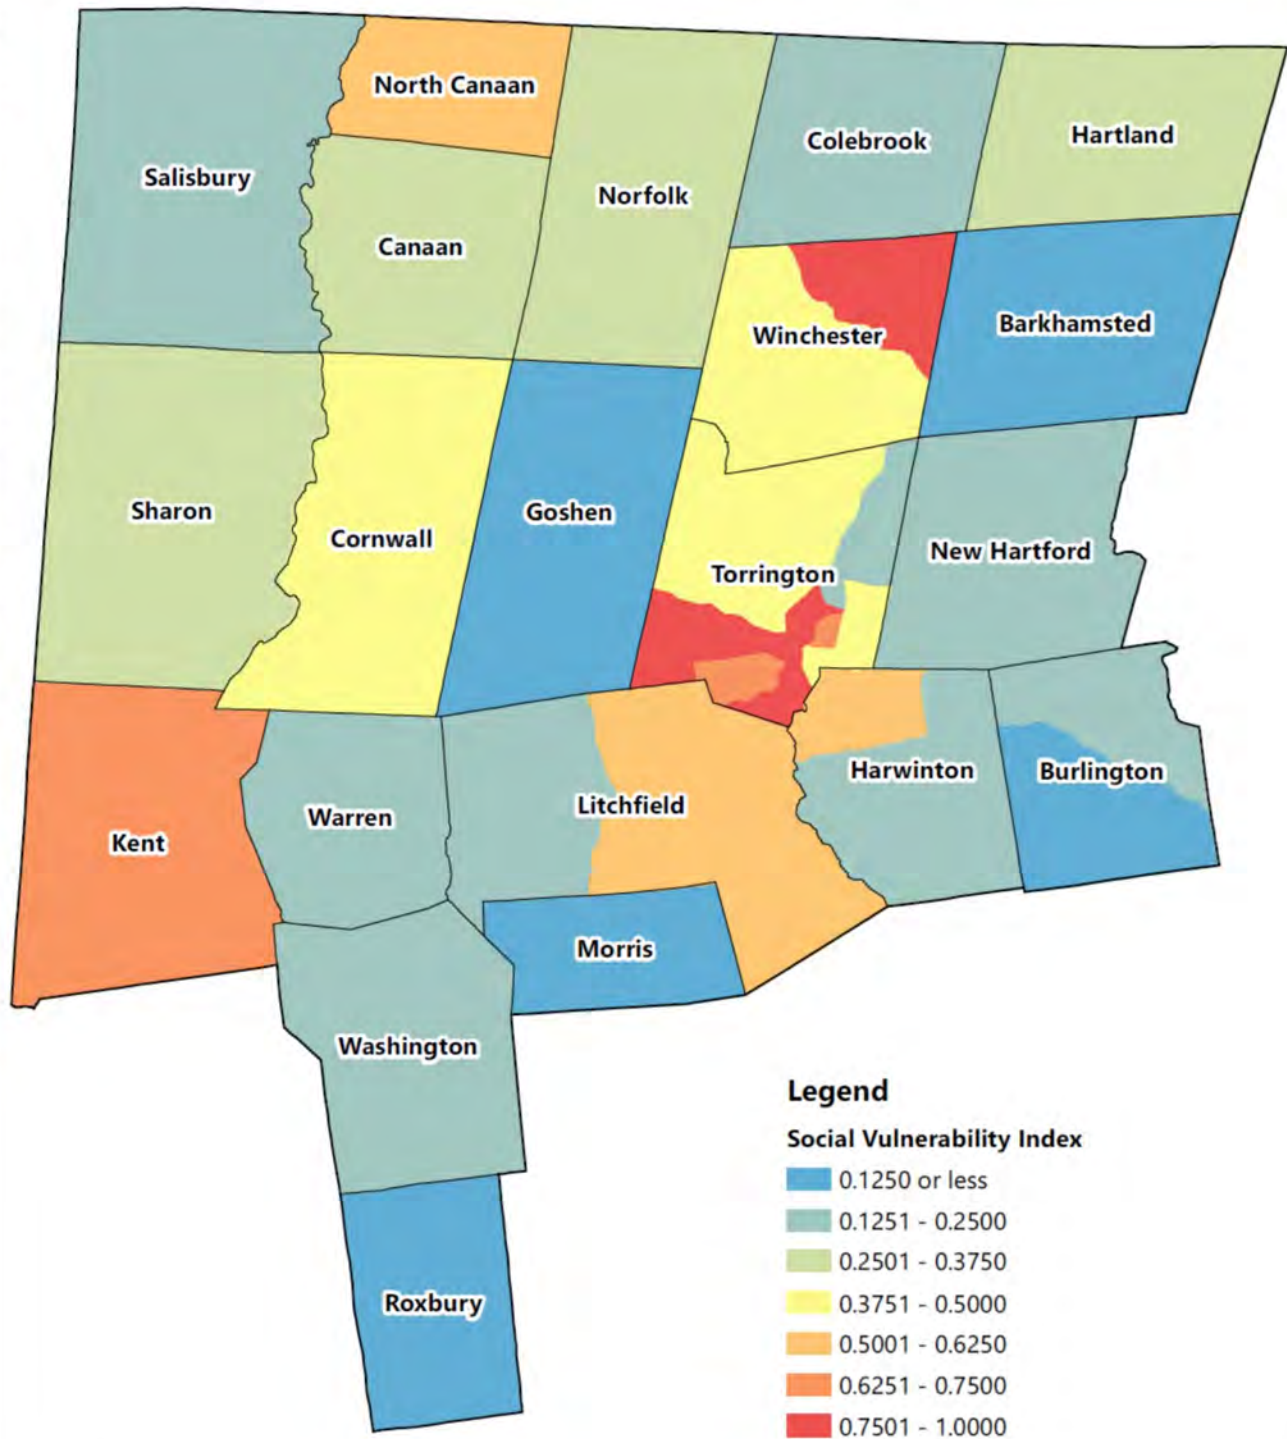 North Canaan
Colebrook
Hartland
Salisbury
Norfolk
Canaan
Winchester
Barkhamsted
Sharon
Cornwall
Goshen
Torrington
New Hartford
Kent
Warren
Litchfield
Harwinton
Burlington
Morris
Washington
Roxbury
Legend
Social Vulnerability Index
0.1250 or less
0.1251 - 0.2500
0.2501 - 0.3750
0.3751 - 0.5000
0.5001 - 0.6250
0.6251 - 0.7500
0.7501 - 1.0000